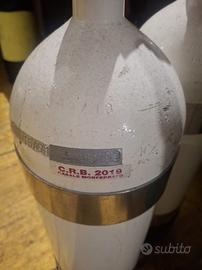 C.R.B. 2019
CASALE MONFERRATO
subito